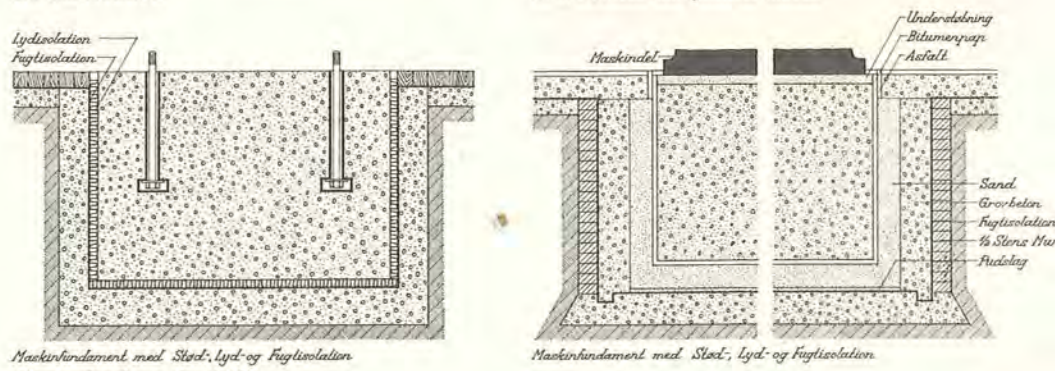 Lydisolation
Fugtisolation
Maskinfundament med Stød-, Lyd- og Fugtisolation
Maskindel
Understøbning
Bitumenpap
Asfalt
Sand
Grovbeton
Fugtisolation
½ Stens Mur
Pudslag
Maskinfundament med Stød-, Lyd- og Fugtisolation